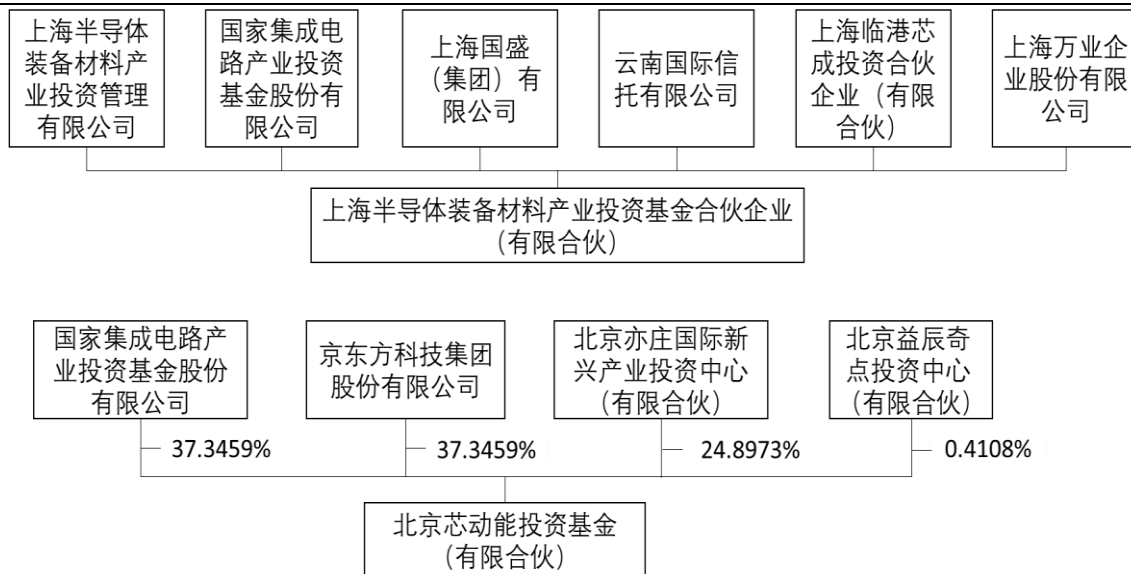 上海半导体
装备材料产
业投资管理
有限公司
国家集成电
路产业投资
基金股份有
限公司
上海国盛
（集团）有
限公司
云南国际信
托有限公司
上海临港芯
成投资合伙
企业（有限
合伙）
上海万业企
业股份有限
公司
上海半导体装备材料产业投资基金合伙企业
（有限合伙）
国家集成电路产
业投资基金股份
有限公司
京东方科技集团
股份有限公司
北京亦庄国际新
兴产业投资中心
（有限合伙）
北京益辰奇
点投资中心
（有限合伙）
37.3459%
37.3459%
24.8973%
0.4108%
北京芯动能投资基金
（有限合伙）